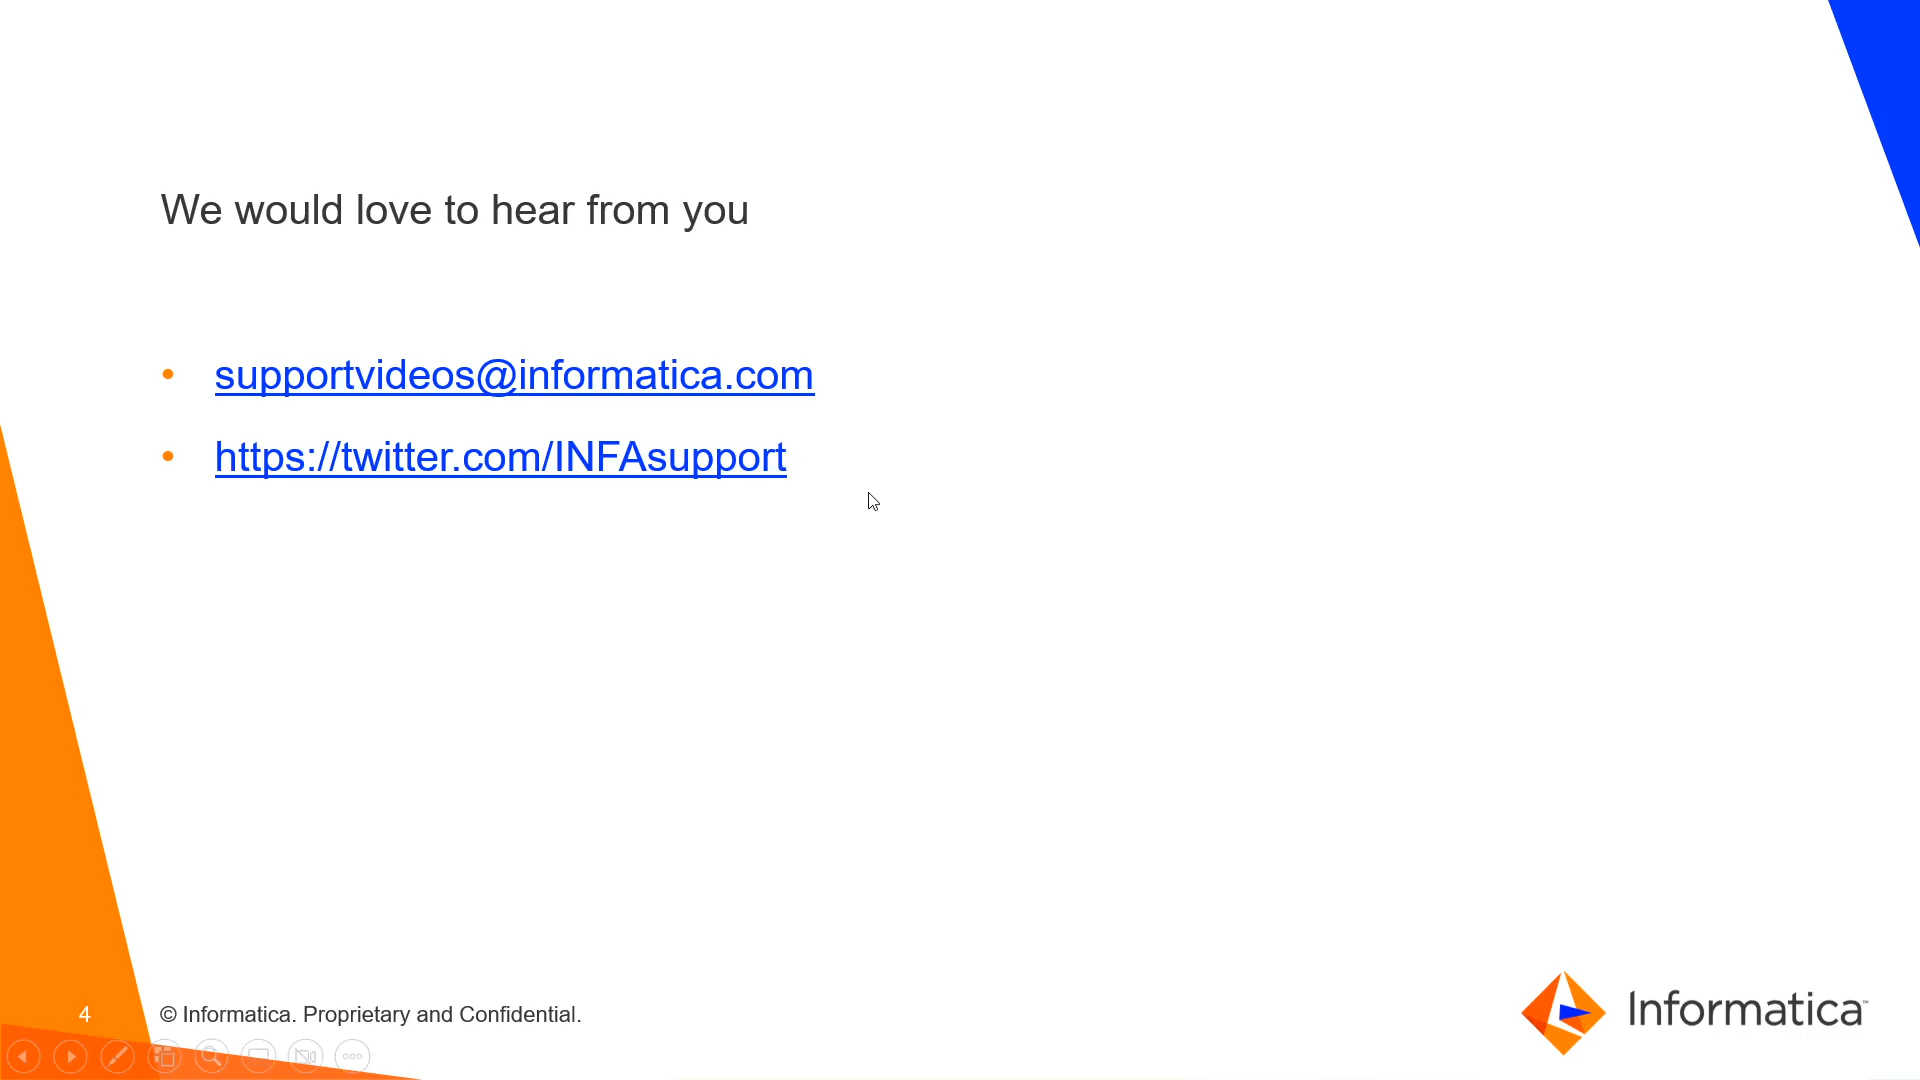 We would love to hear from you
• supportvideos@informatica.com
• https://twitter.com/INFAsupport
4 © Informatica. Proprietary and Confidential.
Informatica™